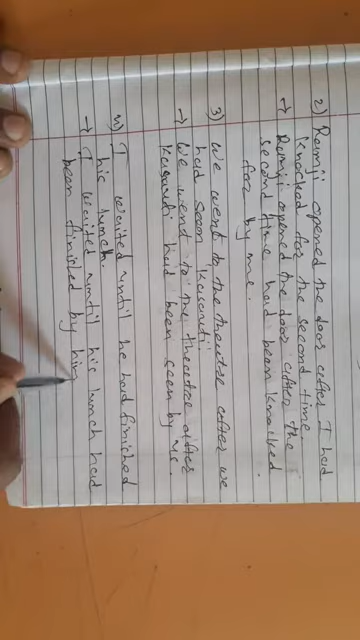 2) Ramji opened the door after I had
knocked for the second time
→ Ramji opened the door after the
second time had been knocked
for by me.
3) We went to the theatre after we
had seen Kasauti
→ We went to the theatre after
Kasauti had been seen by us.
4) I waited until he had finished
his lunch.
→ I waited until his lunch had
been finished by him